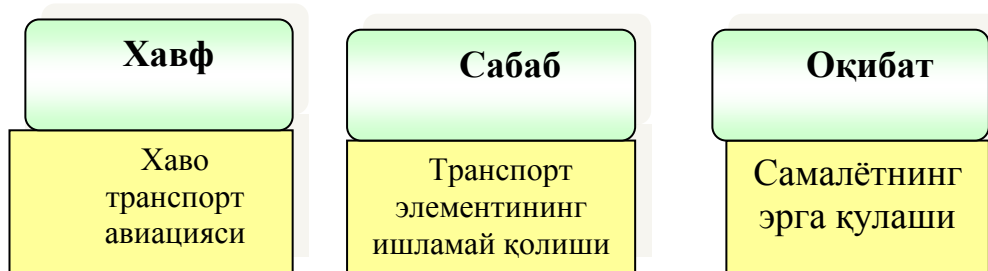 Хавф
Хаво
транспорт
авиацияси
Сабаб
Транспорт
элементининг
ишламай қолиши
Оқибат
Самалётнинг
эрга қулаши